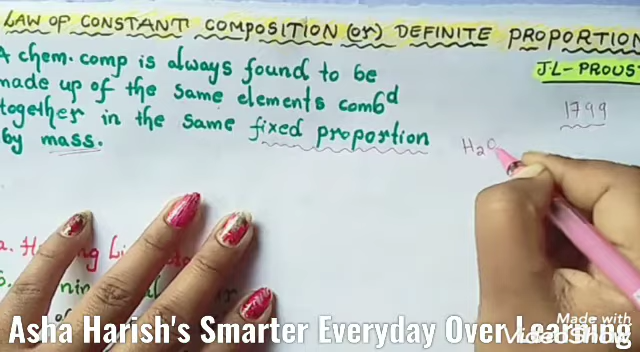 LAW OF CONSTANT COMPOSITION (or) DEFINITE PROPORTION
A chem. comp is always found to be
made up of the same elements combd
together in the same fixed proportion
by mass.
J.L-PROUST
1799
H2O
a. H
Asha Harish's Smarter Everyday Over Learning
Made with
VideoShow